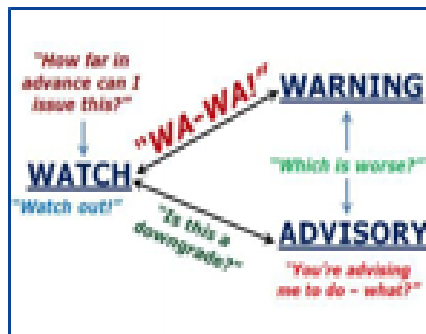 "How far in
advance can I
issue this?"
"WA-WA!"
WARNING
WATCH
"Watch out!"
"Which is worse?"
"Is this a
downgrade?"
ADVISORY
"You're advising
me to do – what?"